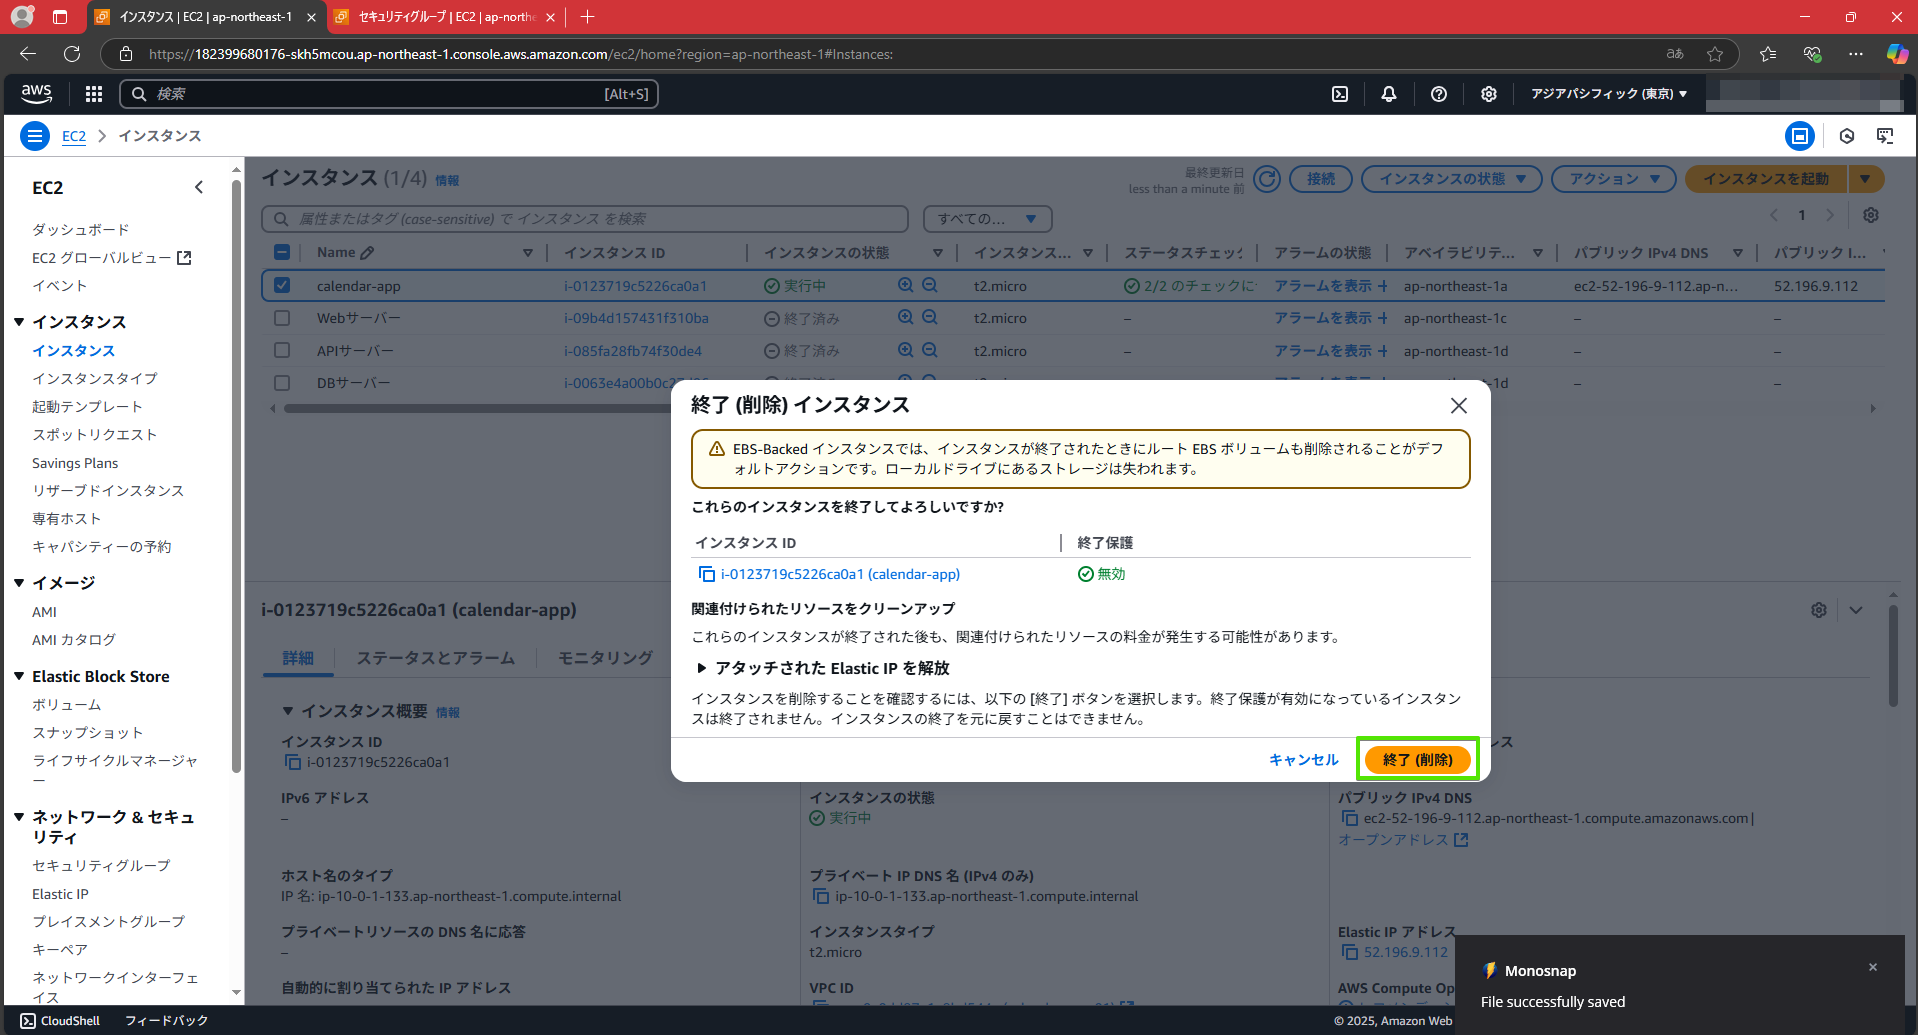 インスタンス | EC2 | ap-northeast-1
セキュリティグループ | EC2 | ap-northe
https://182399680176-skh5mcou.ap-northeast-1.console.aws.amazon.com/ec2/home?region=ap-northeast-1#Instances:
aあ
aws
検索
[Alt+S]
アジアパシフィック (東京)
EC2
インスタンス
EC2
ダッシュボード
EC2 グローバルビュー
イベント
インスタンス
インスタンス
インスタンスタイプ
起動テンプレート
スポットリクエスト
Savings Plans
リザーブドインスタンス
専有ホスト
キャパシティーの予約
イメージ
AMI
AMI カタログ
Elastic Block Store
ボリューム
スナップショット
ライフサイクルマネージャ
ー
ネットワーク & セキュ
リティ
セキュリティグループ
Elastic IP
プレイスメントグループ
キーペア
ネットワークインターフェ
イス
インスタンス (1/4) 情報
最終更新日
less than a minute 前
接続
インスタンスの状態
アクション
インスタンスを起動
属性またはタグ (case-sensitive) で インスタンス を検索
すべての...
1
Name インスタンス ID インスタンスの状態 インスタンス... ステータスチェック アラームの状態 アベイラビリテ... パブリック IPv4 DNS パブリック I...
calendar-app i-0123719c5226ca0a1 実行中 t2.micro 2/2 のチェックに アラームを表示 + ap-northeast-1a ec2-52-196-9-112.ap-n... 52.196.9.112
Webサーバー i-09b4d157431f310ba 終了済み t2.micro – アラームを表示 + ap-northeast-1c – –
APIサーバー i-085fa28fb74f30de4 終了済み t2.micro – アラームを表示 + ap-northeast-1d – –
DBサーバー – –
終了 (削除) インスタンス
EBS-Backed インスタンスでは、インスタンスが終了されたときにルート EBS ボリュームも削除されることがデフ
ォルトアクションです。ローカルドライブにあるストレージは失われます。
これらのインスタンスを終了してよろしいですか?
インスタンス ID 終了保護
i-0123719c5226ca0a1 (calendar-app) 無効
関連付けられたリソースをクリーンアップ
これらのインスタンスが終了された後も、関連付けられたリソースの料金が発生する可能性があります。
アタッチされた Elastic IP を解放
インスタンスを削除することを確認するには、以下の [終了] ボタンを選択します。終了保護が有効になっているインスタン
スは終了されません。インスタンスの終了を元に戻すことはできません。
キャンセル
終了 (削除)
i-0123719c5226ca0a1 (calendar-app)
詳細
ステータスとアラーム
モニタリング
インスタンス概要 情報
インスタンス ID
i-0123719c5226ca0a1
レス
IPv6 アドレス
–
インスタンスの状態
実行中
パブリック IPv4 DNS
ec2-52-196-9-112.ap-northeast-1.compute.amazonaws.com |
オープンアドレス
ホスト名のタイプ
IP 名: ip-10-0-1-133.ap-northeast-1.compute.internal
プライベート IP DNS 名 (IPv4 のみ)
ip-10-0-1-133.ap-northeast-1.compute.internal
プライベートリソースの DNS 名に応答
–
インスタンスタイプ
t2.micro
Elastic IP アドレス
52.196.9.112
自動的に割り当てられた IP アドレス
VPC ID
AWS Compute Op
Monosnap
File successfully saved
CloudShell
フィードバック
© 2025, Amazon Web